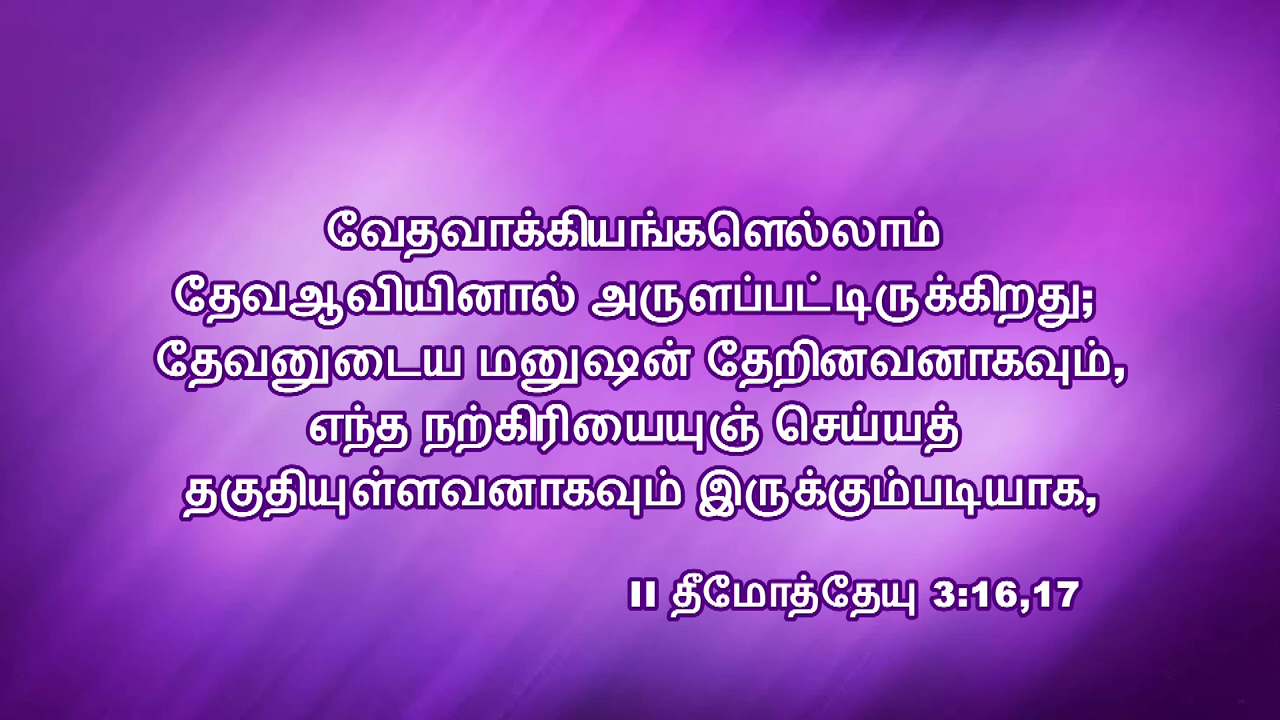 வேதவாக்கியங்களெல்லாம்
தேவஆவியினால் அருளப்பட்டிருக்கிறது;
தேவனுடைய மனுஷன் தேறினவனாகவும்,
எந்த நற்கிரியையுஞ் செய்யத்
தகுதியுள்ளவனாகவும் இருக்கும்படியாக,
II தீமோத்தேயு 3:16,17